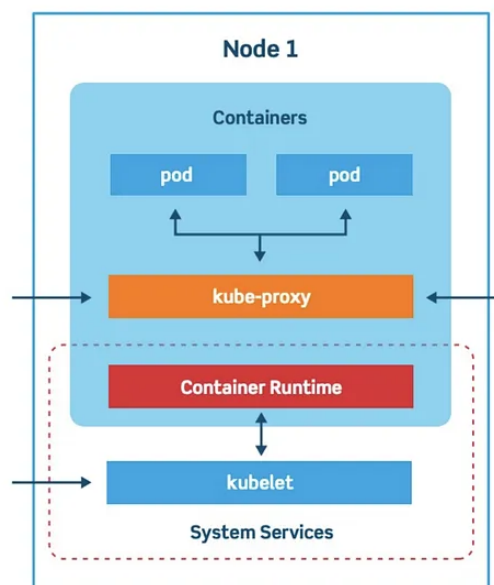 Node 1
Containers
pod pod
kube-proxy
Container Runtime
kubelet
System Services